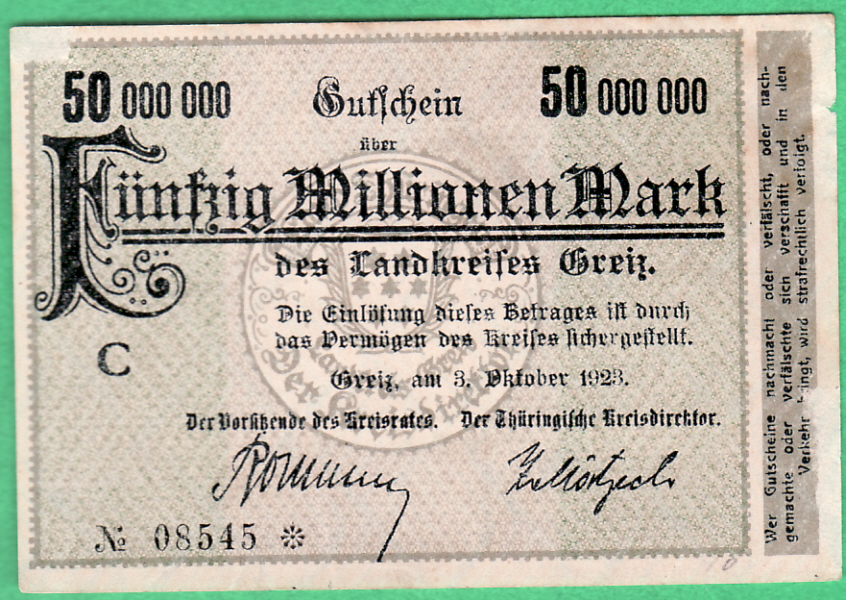 50 000 000 Gutschein 50 000 000
über
Fünfzig Millionen Mark
des Landkreises Greiz.
Die Einlösung dieses Betrages ist durch
das Vermögen des Kreises sichergestellt.
C
Greiz, am 3. Oktober 1923.
Der Vorsitzende des Kreisrates. Der Thüringische Kreisdirektor.
№ 08545 ※
Wer Gutscheine nachmacht oder verfälscht, oder nach-
gemachte oder verfälschte sich verschafft und in den
Verkehr bringt, wird strafrechtlich verfolgt.